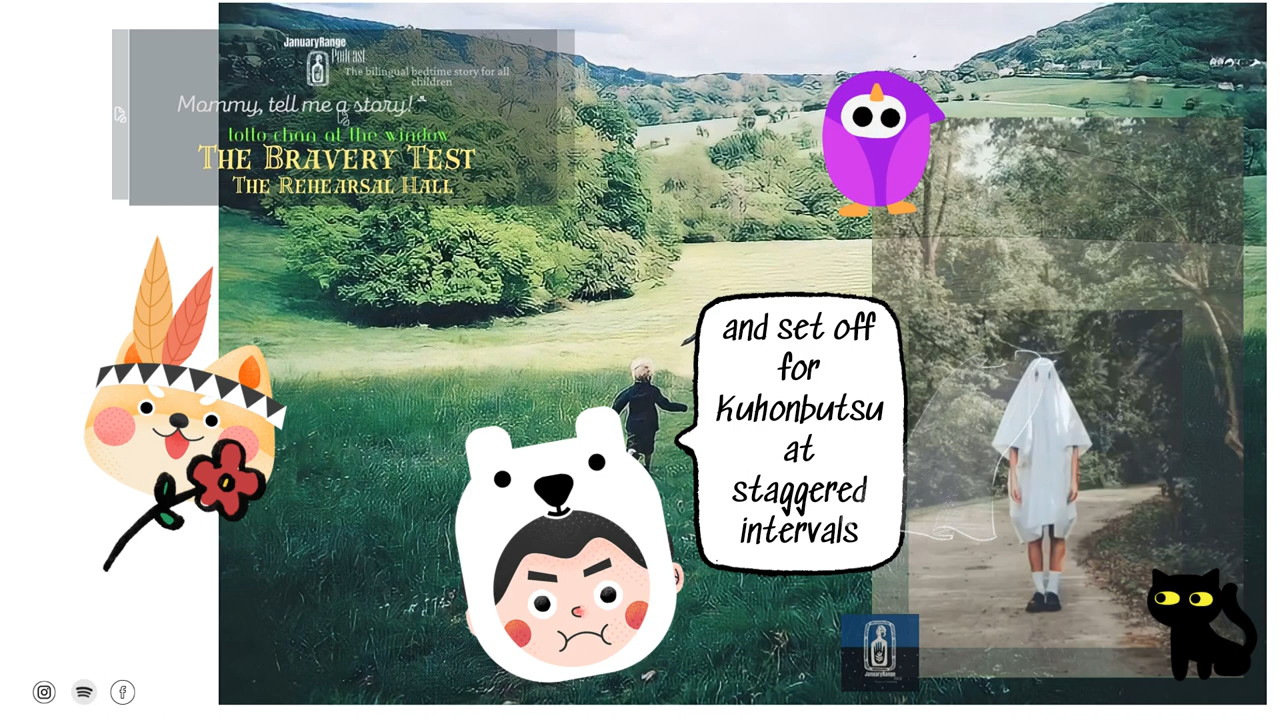 JanuaryRange
Podcast
The bilingual bedtime story for all
children
Mommy, tell me a story!
totto chan at the window
THE BRAVERY TEST
THE REHEARSAL HALL
and set off
for
Kuhonbutsu
at
staggered
intervals
JanuaryRange